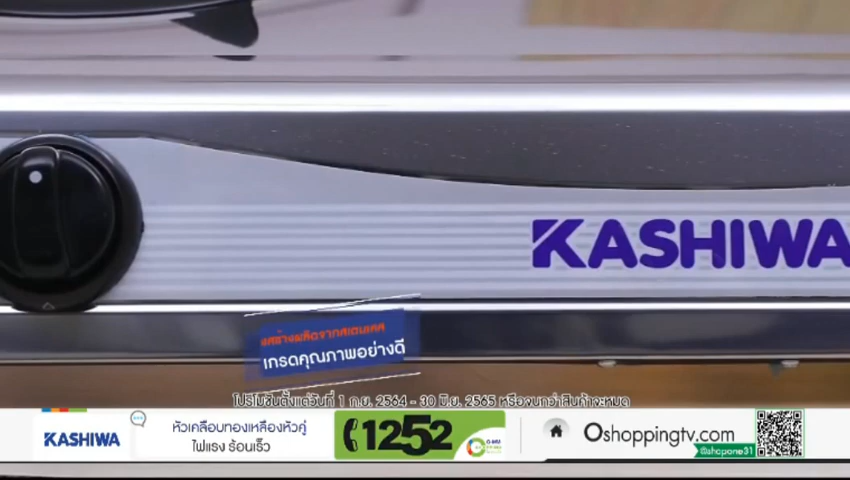 KASHIWA
เกรดคุณภาพอย่างดี
โปรโมชั่นตั้งแต่วันที่ 1 ก.ย. 2564 - 30 มิ.ย. 2565 หรือจนกว่าสินค้าจะหมด
KASHIWA
หัวเคลือบทองเหลืองหัวคู่
ไฟแรง ร้อนเร็ว
1252
Oshoppingtv.com
@shopone31